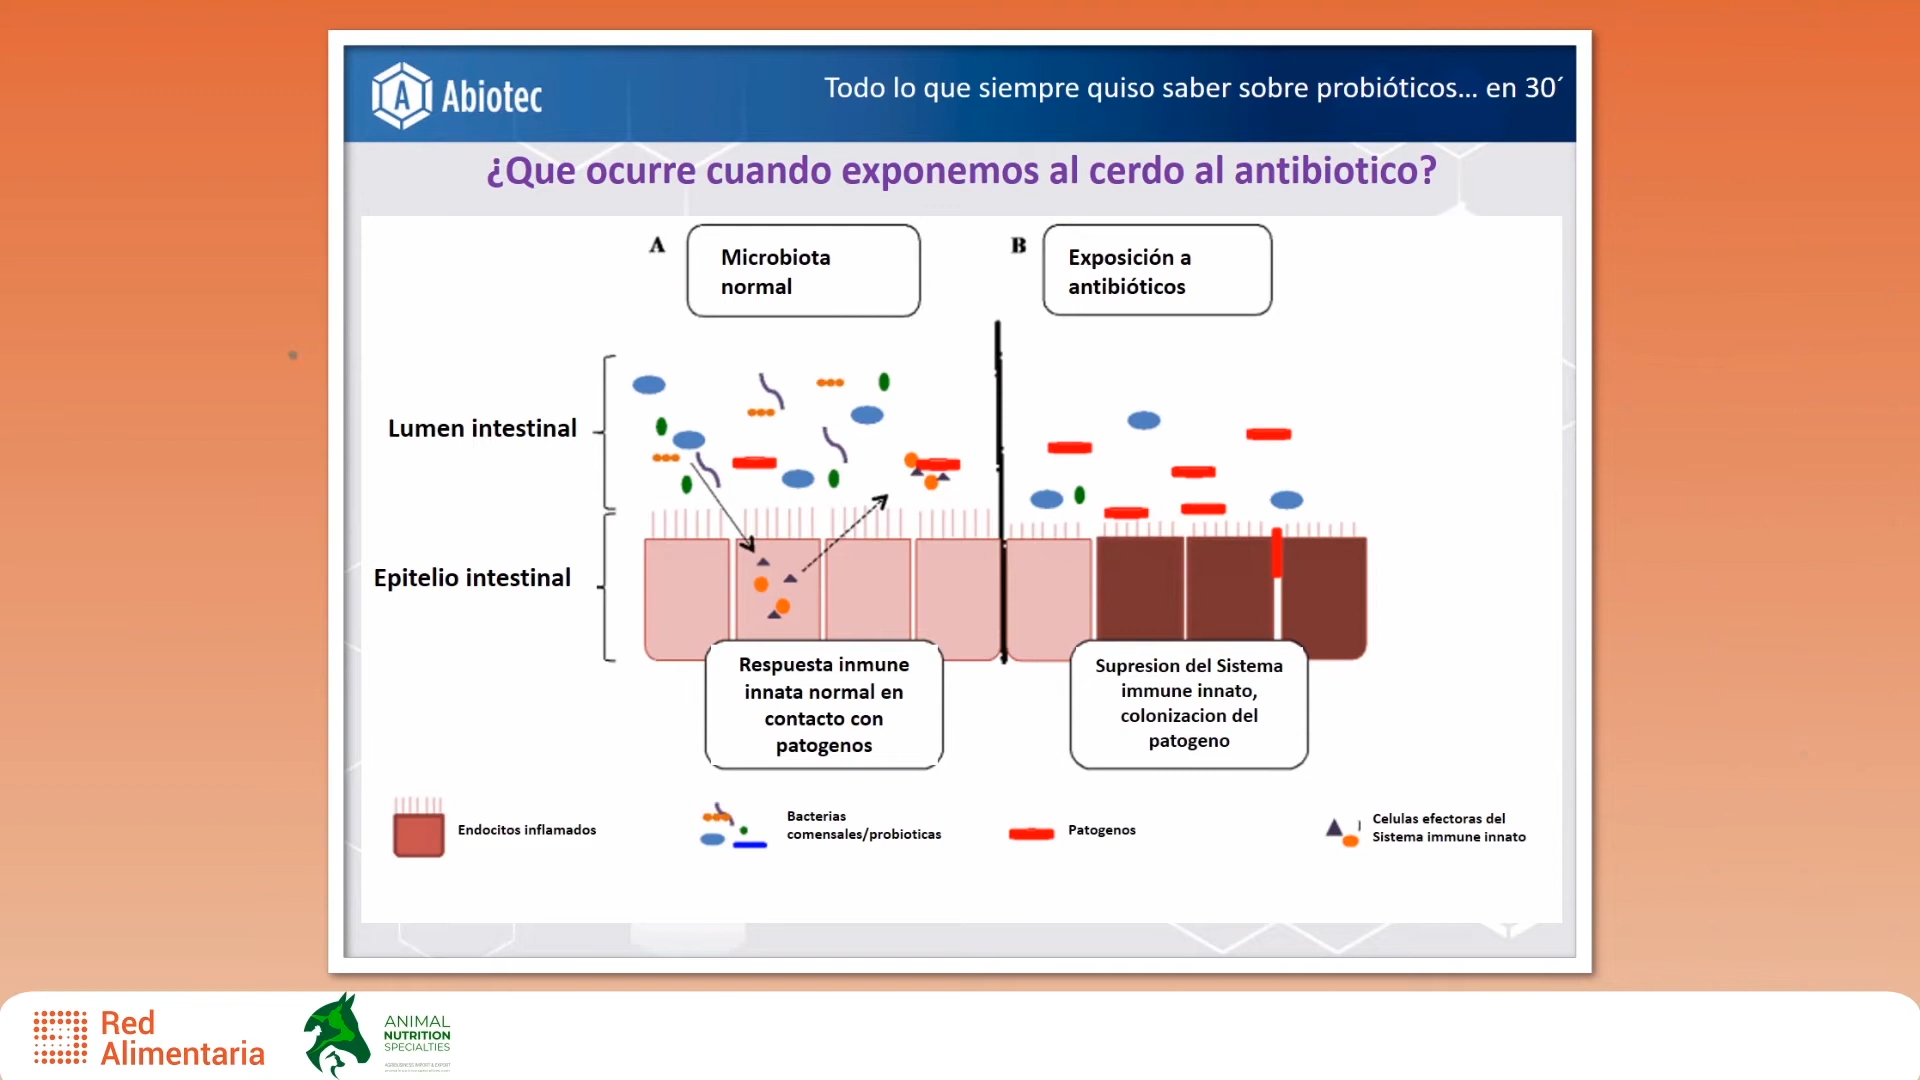 Abiotec
Todo lo que siempre quiso saber sobre probióticos... en 30´
¿Que ocurre cuando exponemos al cerdo al antibiotico?
A
Microbiota
normal
B
Exposición a
antibióticos
Lumen intestinal
Epitelio intestinal
Respuesta inmune
innata normal en
contacto con
patogenos
Supresion del Sistema
immune innato,
colonizacion del
patogeno
Endocitos inflamados
Bacterias
comensales/probioticas
Patogenos
Celulas efectoras del
Sistema immune innato
Red
Alimentaria
ANIMAL
NUTRITION
SPECIALTIES